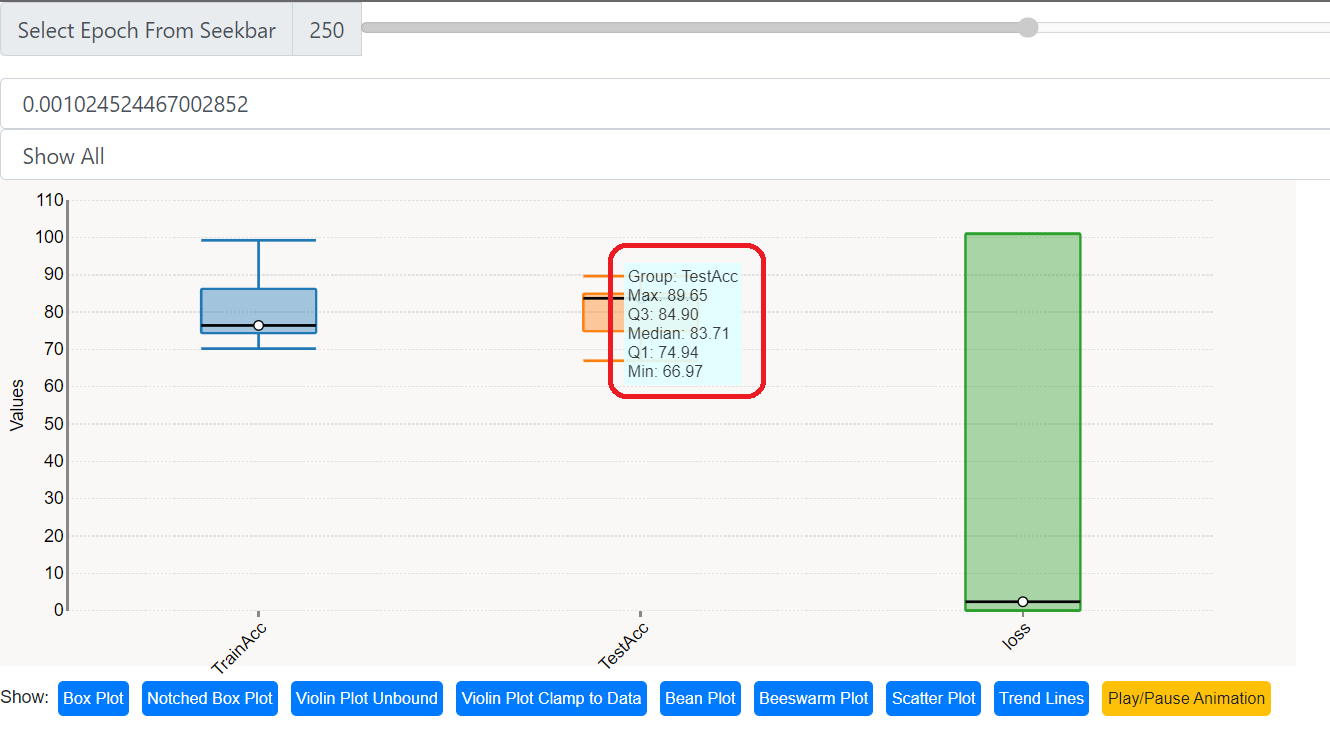 Select Epoch From Seekbar 250
0.001024524467002852
Show All
110
100
90
80
70
60
50
40
30
20
10
0
Values
Group: TestAcc
Max: 89.65
Q3: 84.90
Median: 83.71
Q1: 74.94
Min: 66.97
TrainAcc TestAcc loss
Show: Box Plot Notched Box Plot Violin Plot Unbound Violin Plot Clamp to Data Bean Plot Beeswarm Plot Scatter Plot Trend Lines Play/Pause Animation